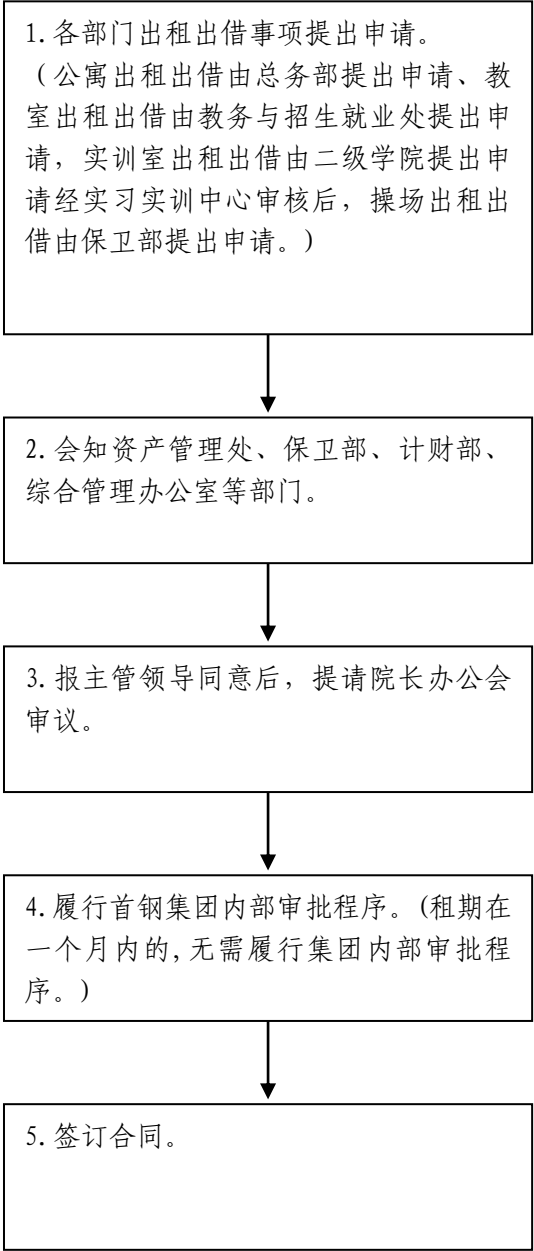 1.各部门出租出借事项提出申请。
（公寓出租出借由总务部提出申请、教
室出租出借由教务与招生就业处提出申
请，实训室出租出借由二级学院提出申
请经实习实训中心审核后，操场出租出
借由保卫部提出申请。）
2.会知资产管理处、保卫部、计财部、
综合管理办公室等部门。
3.报主管领导同意后，提请院长办公会
审议。
4.履行首钢集团内部审批程序。(租期在
一个月内的,无需履行集团内部审批程
序。)
5.签订合同。